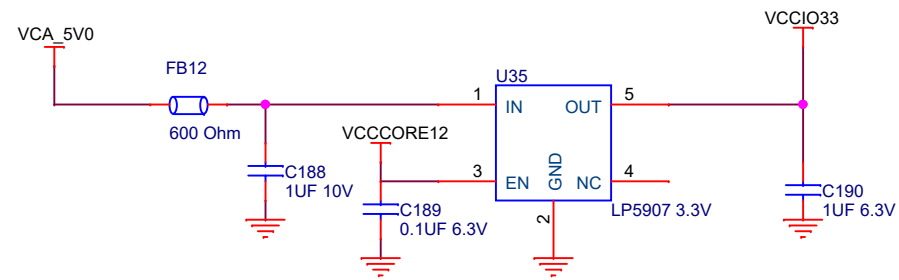 VCCIO33
VCA_5V0
FB12
U35
1
IN
OUT
5
600 Ohm
VCCCORE12
C188
1UF 10V
3
EN
GND
NC
4
C190
1UF 6.3V
C189
0.1UF 6.3V
2
LP5907 3.3V